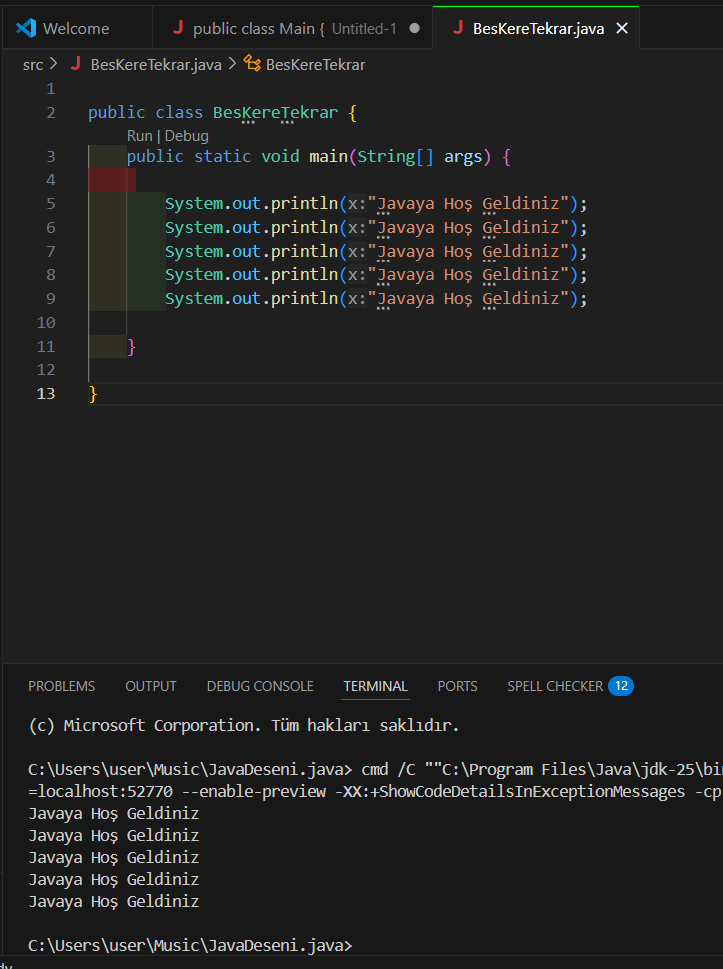 Welcome
public class Main { Untitled-1
BesKereTekrar.java
src > BesKereTekrar.java > BesKereTekrar
1
2 public class BesKereTekrar {
Run | Debug
3 public static void main(String[] args) {
4
5 System.out.println(x:"Javaya Hoş Geldiniz");
6 System.out.println(x:"Javaya Hoş Geldiniz");
7 System.out.println(x:"Javaya Hoş Geldiniz");
8 System.out.println(x:"Javaya Hoş Geldiniz");
9 System.out.println(x:"Javaya Hoş Geldiniz");
10
11 }
12
13 }
PROBLEMS OUTPUT DEBUG CONSOLE TERMINAL PORTS SPELL CHECKER 12
(c) Microsoft Corporation. Tüm hakları saklıdır.
C:\Users\user\Music\JavaDeseni.java> cmd /C ""C:\Program Files\Java\jdk-25\bin
=localhost:52770 --enable-preview -XX:+ShowCodeDetailsInExceptionMessages -cp
Javaya Hoş Geldiniz
Javaya Hoş Geldiniz
Javaya Hoş Geldiniz
Javaya Hoş Geldiniz
Javaya Hoş Geldiniz
C:\Users\user\Music\JavaDeseni.java>